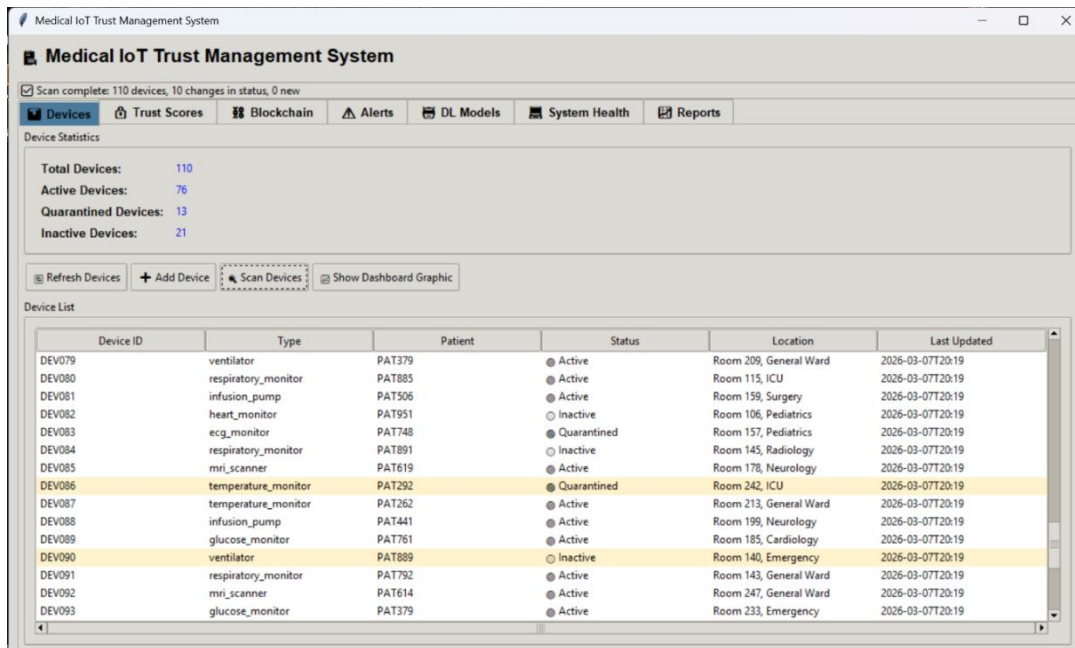 Medical IoT Trust Management System
Medical IoT Trust Management System
Scan complete: 110 devices, 10 changes in status, 0 new
Devices Trust Scores Blockchain Alerts DL Models System Health Reports
Device Statistics
Total Devices: 110
Active Devices: 76
Quarantined Devices: 13
Inactive Devices: 21
Refresh Devices + Add Device Scan Devices Show Dashboard Graphic
Device List
Device ID Type Patient Status Location Last Updated
DEV079 ventilator PAT379 Active Room 209, General Ward 2026-03-07T20:19
DEV080 respiratory_monitor PAT885 Active Room 115, ICU 2026-03-07T20:19
DEV081 infusion_pump PAT506 Active Room 159, Surgery 2026-03-07T20:19
DEV082 heart_monitor PAT951 Inactive Room 106, Pediatrics 2026-03-07T20:19
DEV083 ecg_monitor PAT748 Quarantined Room 157, Pediatrics 2026-03-07T20:19
DEV084 respiratory_monitor PAT891 Inactive Room 145, Radiology 2026-03-07T20:19
DEV085 mri_scanner PAT619 Active Room 178, Neurology 2026-03-07T20:19
DEV086 temperature_monitor PAT292 Quarantined Room 242, ICU 2026-03-07T20:19
DEV087 temperature_monitor PAT262 Active Room 213, General Ward 2026-03-07T20:19
DEV088 infusion_pump PAT441 Active Room 199, Neurology 2026-03-07T20:19
DEV089 glucose_monitor PAT761 Active Room 185, Cardiology 2026-03-07T20:19
DEV090 ventilator PAT889 Inactive Room 140, Emergency 2026-03-07T20:19
DEV091 respiratory_monitor PAT792 Active Room 143, General Ward 2026-03-07T20:19
DEV092 mri_scanner PAT614 Active Room 247, General Ward 2026-03-07T20:19
DEV093 glucose_monitor PAT379 Active Room 233, Emergency 2026-03-07T20:19